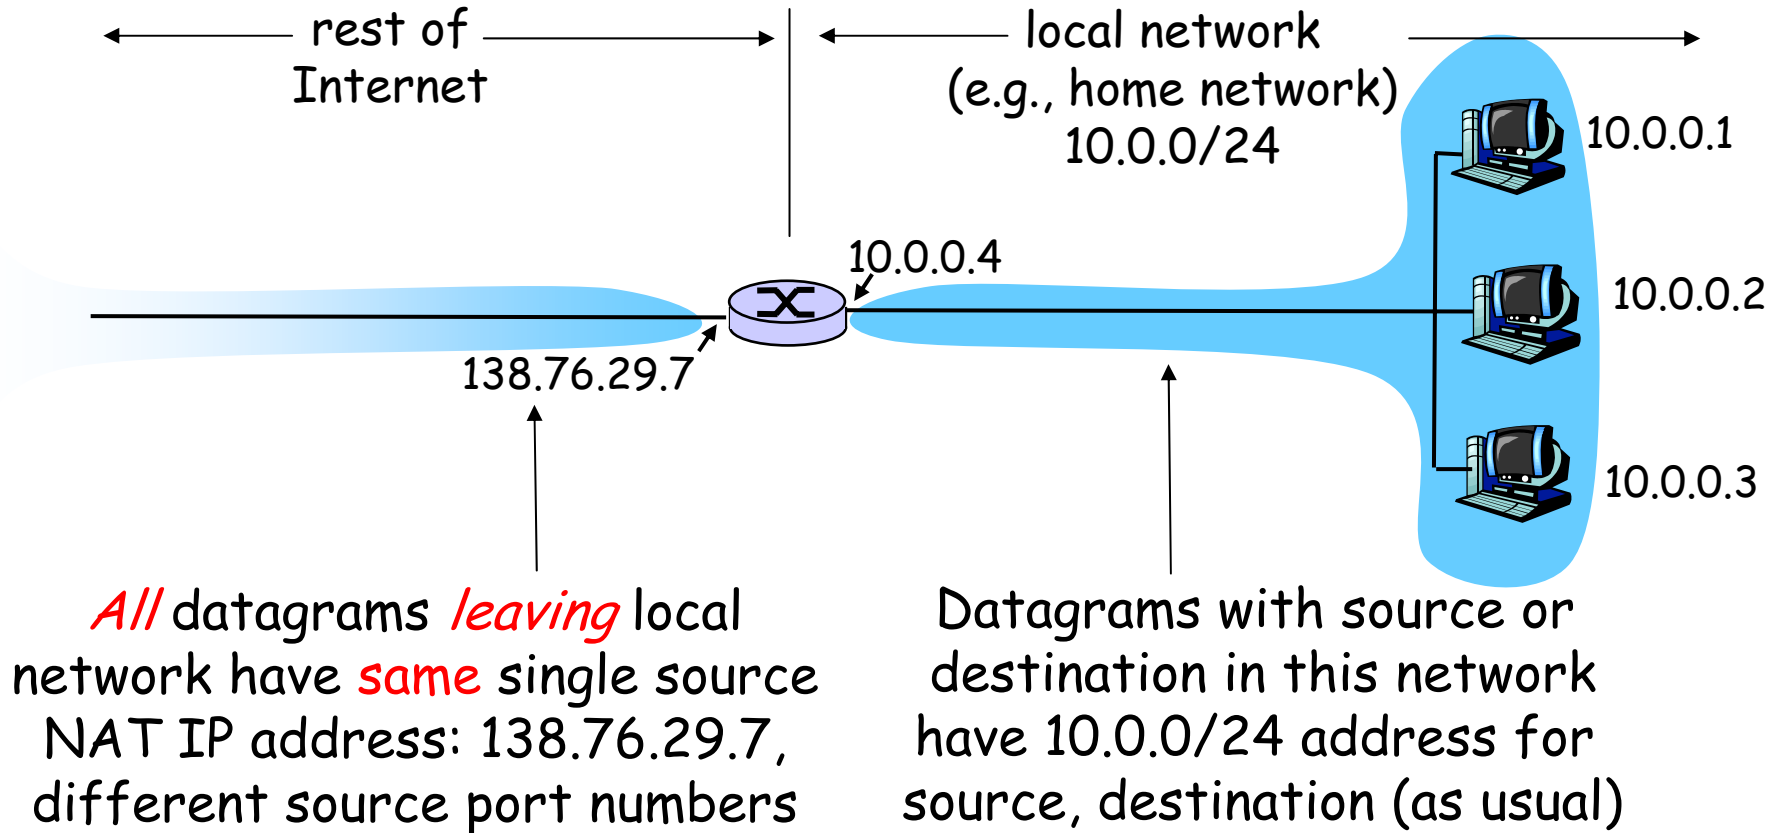 rest of
Internet
local network
(e.g., home network)
10.0.0/24
10.0.0.1
10.0.0.4
10.0.0.2
138.76.29.7
10.0.0.3
All datagrams leaving local
network have same single source
NAT IP address: 138.76.29.7,
different source port numbers
Datagrams with source or
destination in this network
have 10.0.0/24 address for
source, destination (as usual)